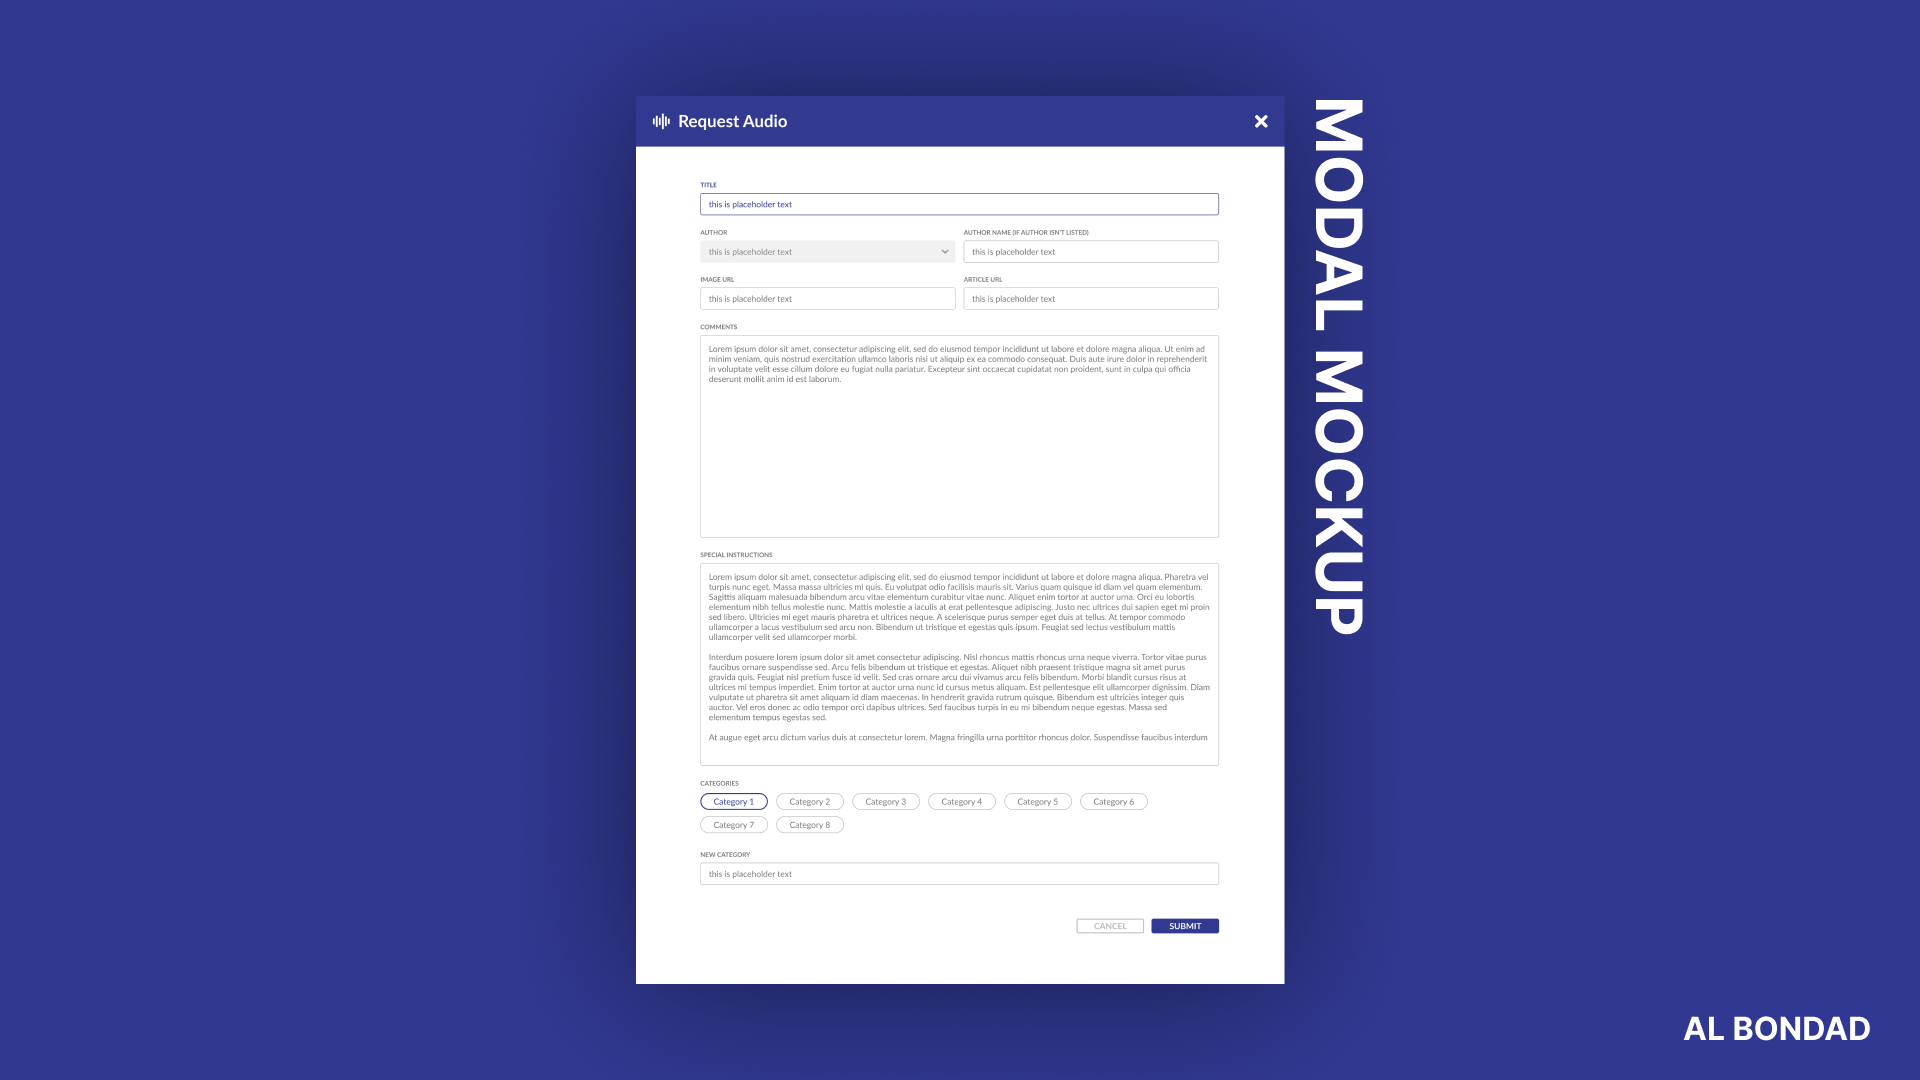 Request Audio
TITLE
this is placeholder text
AUTHOR
this is placeholder text
AUTHOR NAME (IF AUTHOR ISN'T LISTED)
this is placeholder text
IMAGE URL
this is placeholder text
ARTICLE URL
this is placeholder text
COMMENTS
Lorem ipsum dolor sit amet, consectetur adipiscing elit, sed do eiusmod tempor incididunt ut labore et dolore magna aliqua. Ut enim ad
minim veniam, quis nostrud exercitation ullamco laboris nisi ut aliquip ex ea commodo consequat. Duis aute irure dolor in reprehenderit
in voluptate velit esse cillum dolore eu fugiat nulla pariatur. Excepteur sint occaecat cupidatat non proident, sunt in culpa qui officia
deserunt mollit anim id est laborum.
SPECIAL INSTRUCTIONS
Lorem ipsum dolor sit amet, consectetur adipiscing elit, sed do eiusmod tempor incididunt ut labore et dolore magna aliqua. Pharetra vel
turpis nunc eget. Massa massa ultricies mi quis. Eu volutpat odio facilisis mauris sit. Varius quam quisque id diam vel quam elementum.
Sagittis aliquam malesuada bibendum arcu vitae elementum curabitur vitae nunc. Aliquet enim tortor at auctor urna. Orci eu lobortis
elementum nibh tellus molestie nunc. Mattis molestie a iaculis at erat pellentesque adipiscing. Justo nec ultrices dui sapien eget mi proin
sed libero. Ultricies mi eget mauris pharetra et ultrices neque. A scelerisque purus semper eget duis at tellus. At tempor commodo
ullamcorper a lacus vestibulum sed arcu non. Bibendum ut tristique et egestas quis ipsum. Feugiat sed lectus vestibulum mattis
ullamcorper velit sed ullamcorper morbi.
Interdum posuere lorem ipsum dolor sit amet consectetur adipiscing. Nisl rhoncus mattis rhoncus urna neque viverra. Tortor vitae purus
faucibus ornare suspendisse sed. Arcu felis bibendum ut tristique et egestas. Aliquet nibh praesent tristique magna sit amet purus
gravida quis. Feugiat nisl pretium fusce id velit. Sed cras ornare arcu dui vivamus arcu felis bibendum. Morbi blandit cursus risus at
ultrices mi tempus imperdiet. Enim tortor at auctor urna nunc id cursus metus aliquam. Est pellentesque elit ullamcorper dignissim. Diam
vulputate ut pharetra sit amet aliquam id diam maecenas. In hendrerit gravida rutrum quisque. Bibendum est ultricies integer quis
auctor. Vel eros donec ac odio tempor orci dapibus ultrices. Sed faucibus turpis in eu mi bibendum neque egestas. Massa sed
elementum tempus egestas sed.
At augue eget arcu dictum varius duis at consectetur lorem. Magna fringilla urna porttitor rhoncus dolor. Suspendisse faucibus interdum
CATEGORIES
Category 1 Category 2 Category 3 Category 4 Category 5 Category 6
Category 7 Category 8
NEW CATEGORY
this is placeholder text
CANCEL SUBMIT
MODAL MOCKUP
AL BONDAD